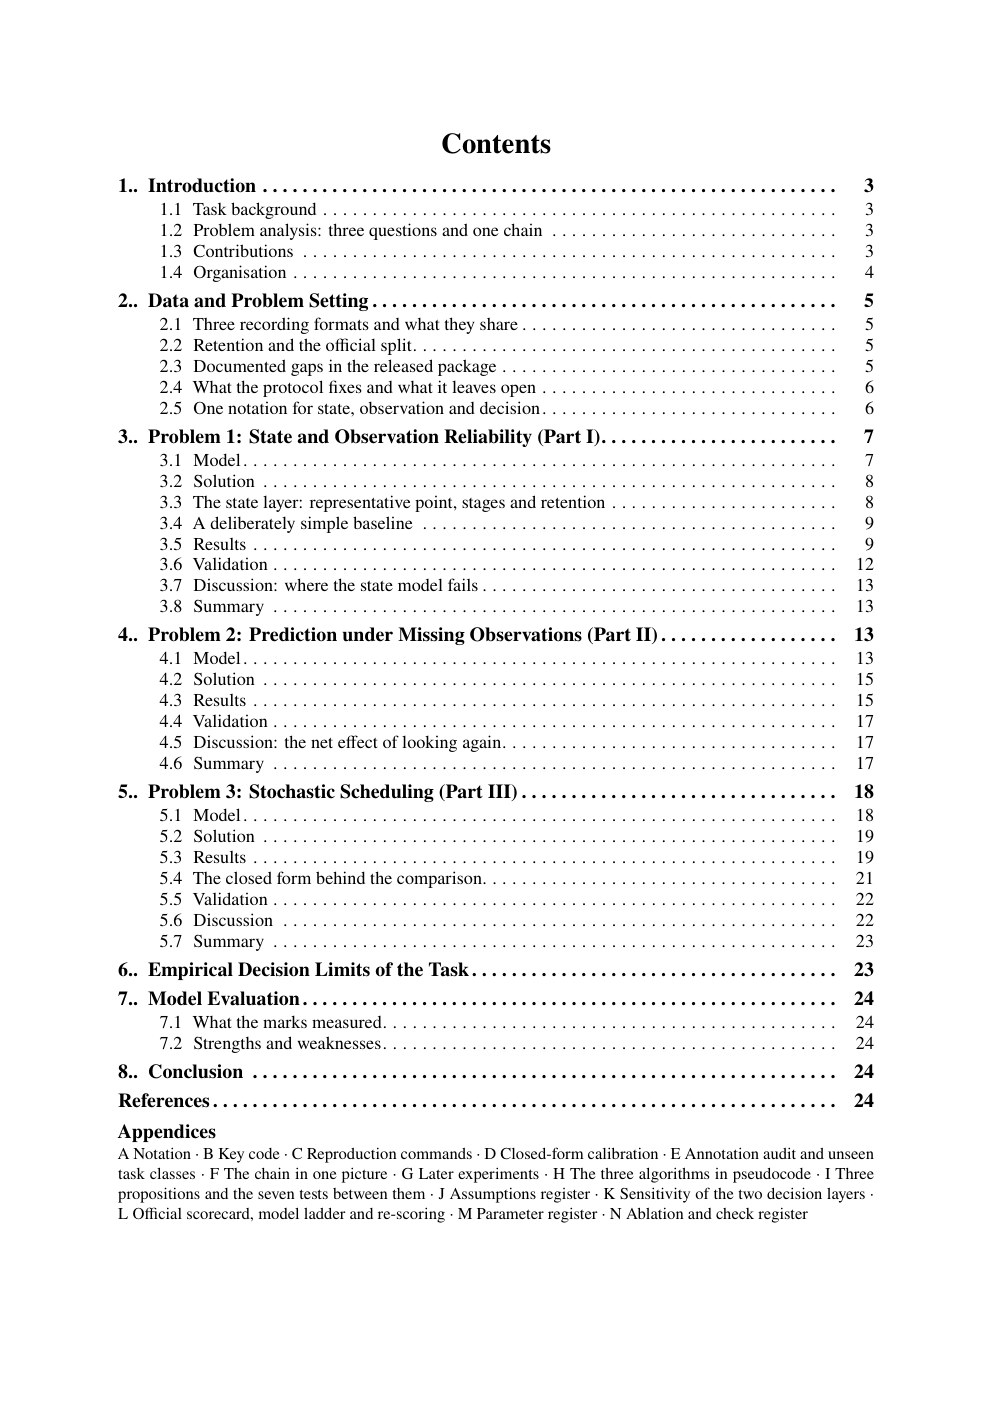 Contents
1.. Introduction 3
1.1 Task background 3
1.2 Problem analysis: three questions and one chain 3
1.3 Contributions 3
1.4 Organisation 4
2.. Data and Problem Setting 5
2.1 Three recording formats and what they share 5
2.2 Retention and the official split 5
2.3 Documented gaps in the released package 5
2.4 What the protocol fixes and what it leaves open 6
2.5 One notation for state, observation and decision 6
3.. Problem 1: State and Observation Reliability (Part I) 7
3.1 Model 7
3.2 Solution 8
3.3 The state layer: representative point, stages and retention 8
3.4 A deliberately simple baseline 9
3.5 Results 9
3.6 Validation 12
3.7 Discussion: where the state model fails 13
3.8 Summary 13
4.. Problem 2: Prediction under Missing Observations (Part II) 13
4.1 Model 13
4.2 Solution 15
4.3 Results 15
4.4 Validation 17
4.5 Discussion: the net effect of looking again 17
4.6 Summary 17
5.. Problem 3: Stochastic Scheduling (Part III) 18
5.1 Model 18
5.2 Solution 19
5.3 Results 19
5.4 The closed form behind the comparison 21
5.5 Validation 22
5.6 Discussion 22
5.7 Summary 23
6.. Empirical Decision Limits of the Task 23
7.. Model Evaluation 24
7.1 What the marks measured 24
7.2 Strengths and weaknesses 24
8.. Conclusion 24
References 24
Appendices
A Notation · B Key code · C Reproduction commands · D Closed-form calibration · E Annotation audit and unseen
task classes · F The chain in one picture · G Later experiments · H The three algorithms in pseudocode · I Three
propositions and the seven tests between them · J Assumptions register · K Sensitivity of the two decision layers ·
L Official scorecard, model ladder and re-scoring · M Parameter register · N Ablation and check register